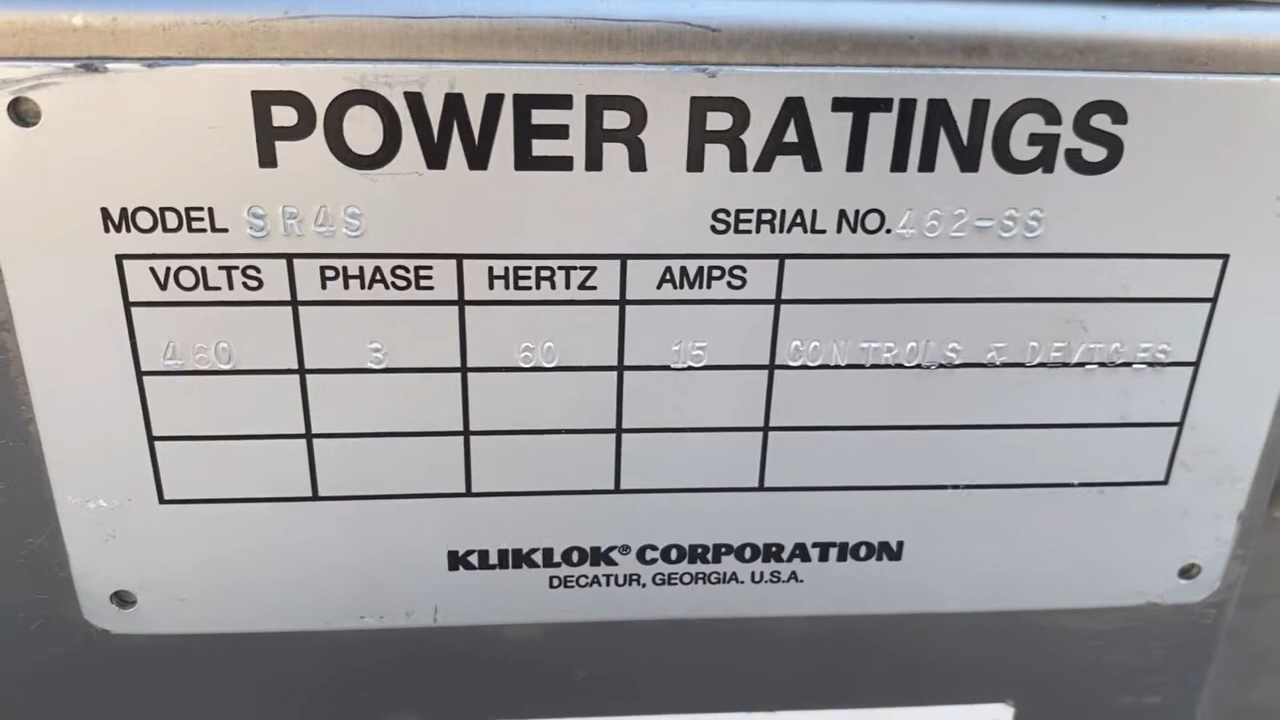 POWER RATINGS
MODEL SR4S SERIAL NO. 462-SS
VOLTS PHASE HERTZ AMPS
460 3 60 15 CONTROLS & DEVICES
KLIKLOK® CORPORATION
DECATUR, GEORGIA. U.S.A.